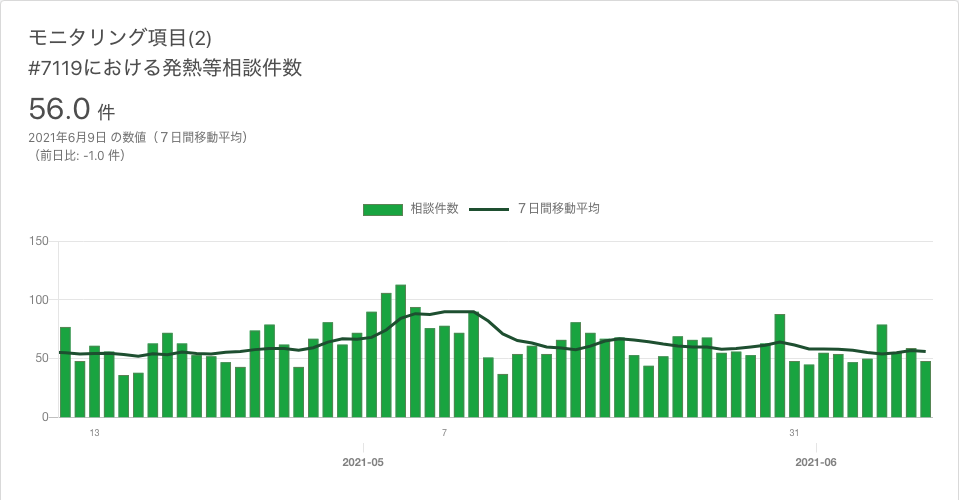 モニタリング項目(2)
#7119における発熱等相談件数
56.0 件
2021年6月9日 の数値（７日間移動平均）
（前日比: -1.0 件）
相談件数 ７日間移動平均
150
100
50
0
13 7 31
2021-05 2021-06